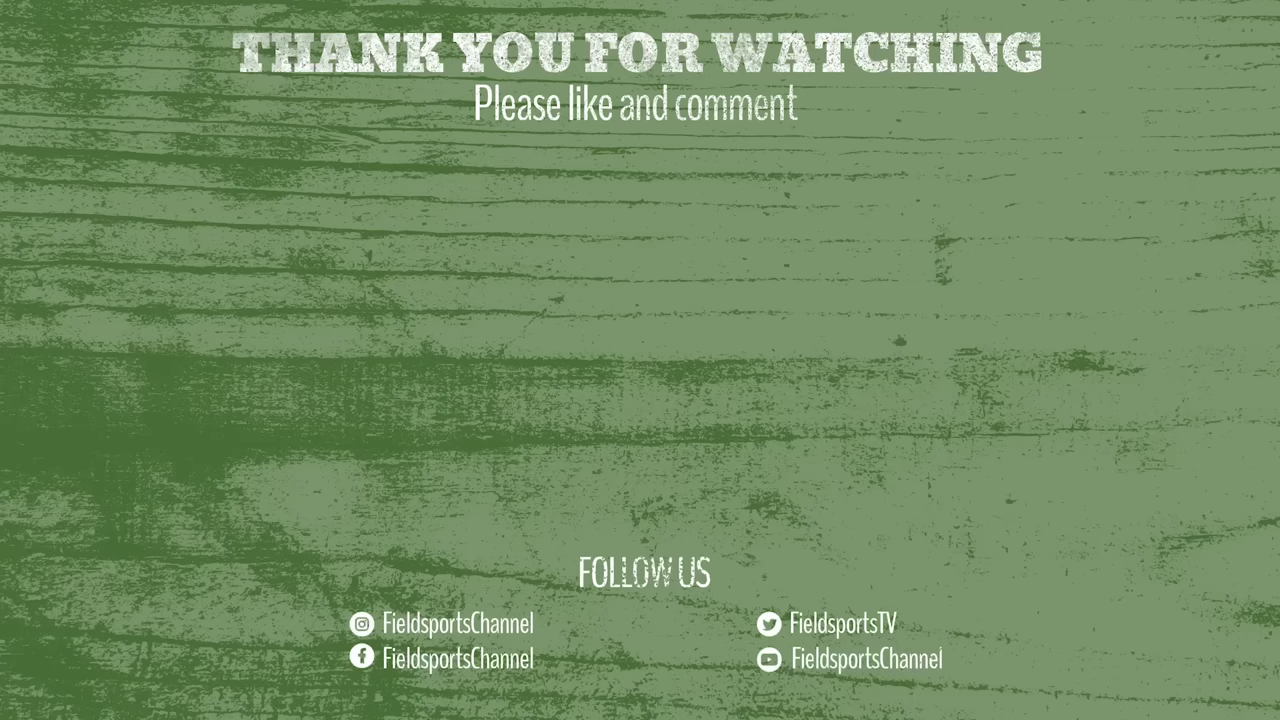 THANK YOU FOR WATCHING
Please like and comment
FOLLOW US
FieldsportsChannel
FieldsportsTV
FieldsportsChannel
FieldsportsChannel